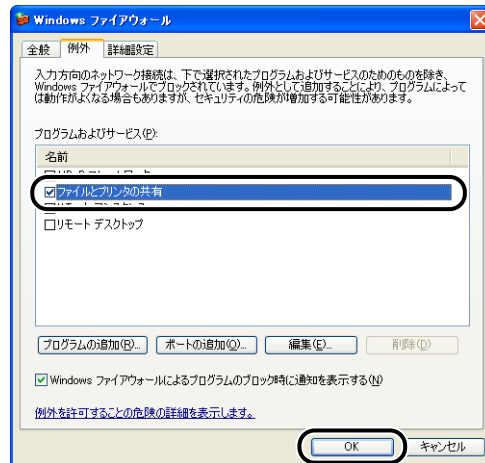 Windows ファイアウォール
全般 例外 詳細設定
入力方向のネットワーク接続は、下で選択されたプログラムおよびサービスのためのものを除き、
Windows ファイアウォールでブロックされています。例外として追加することにより、プログラムによって
は動作がよくなる場合もありますが、セキュリティの危険が増加する可能性があります。
プログラムおよびサービス(P):
名前
ファイルとプリンタの共有
リモート デスクトップ
プログラムの追加(R)... ポートの追加(O)... 編集(E)... 削除(D)
Windows ファイアウォールによるプログラムのブロック時に通知を表示する(N)
例外を許可することの危険の詳細を表示します。
OK キャンセル